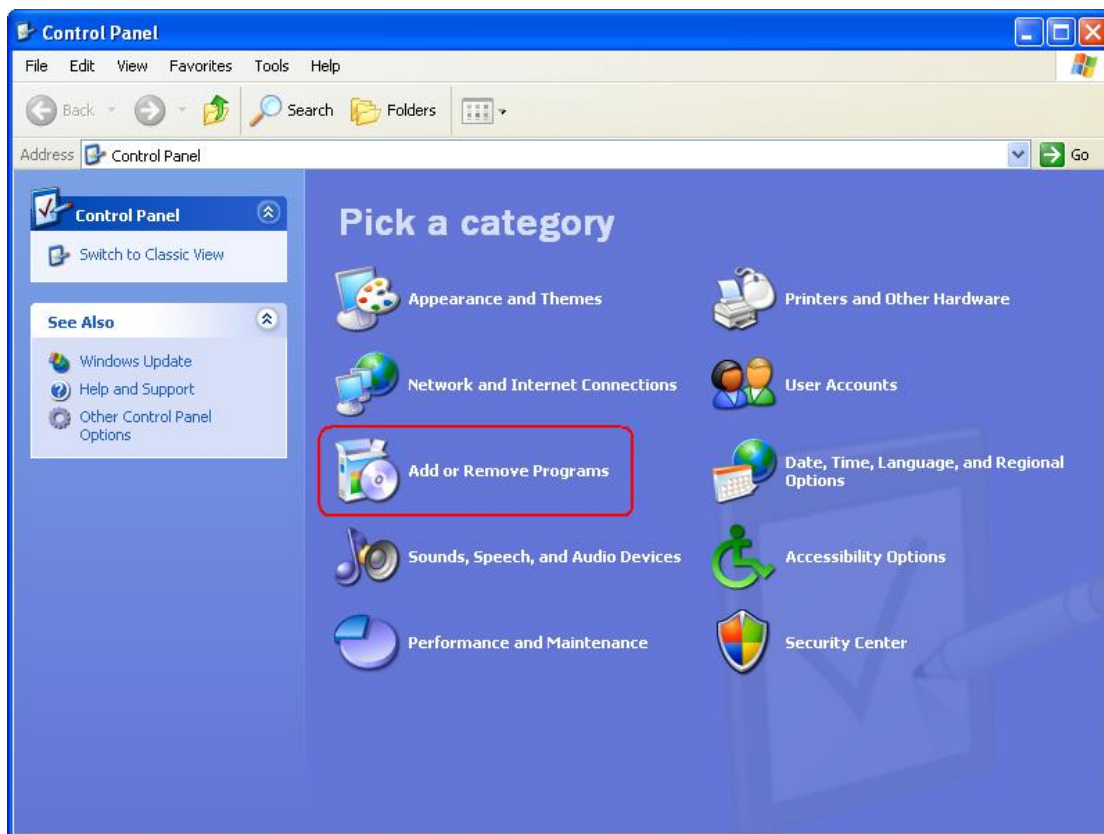 Control Panel
File Edit View Favorites Tools Help
Back Search Folders
Address Control Panel Go
Control Panel
Switch to Classic View
See Also
Windows Update
Help and Support
Other Control Panel
Options
Pick a category
Appearance and Themes
Printers and Other Hardware
Network and Internet Connections
User Accounts
Add or Remove Programs
Date, Time, Language, and Regional
Options
Sounds, Speech, and Audio Devices
Accessibility Options
Performance and Maintenance
Security Center